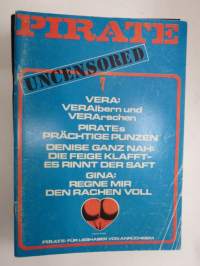 PIRATE
UNCENSORED
VERA:
VERAlbern und
VERArschen
PIRATEs
PRÄCHTIGE PUNZEN
DENISE GANZ NAH:
DIE FEIGE KLAFFT-
ES RINNT DER SAFT
GINA:
REGNE MIR
DEN RACHEN VOLL
PIRATE: FÜR LIEBHABER VON